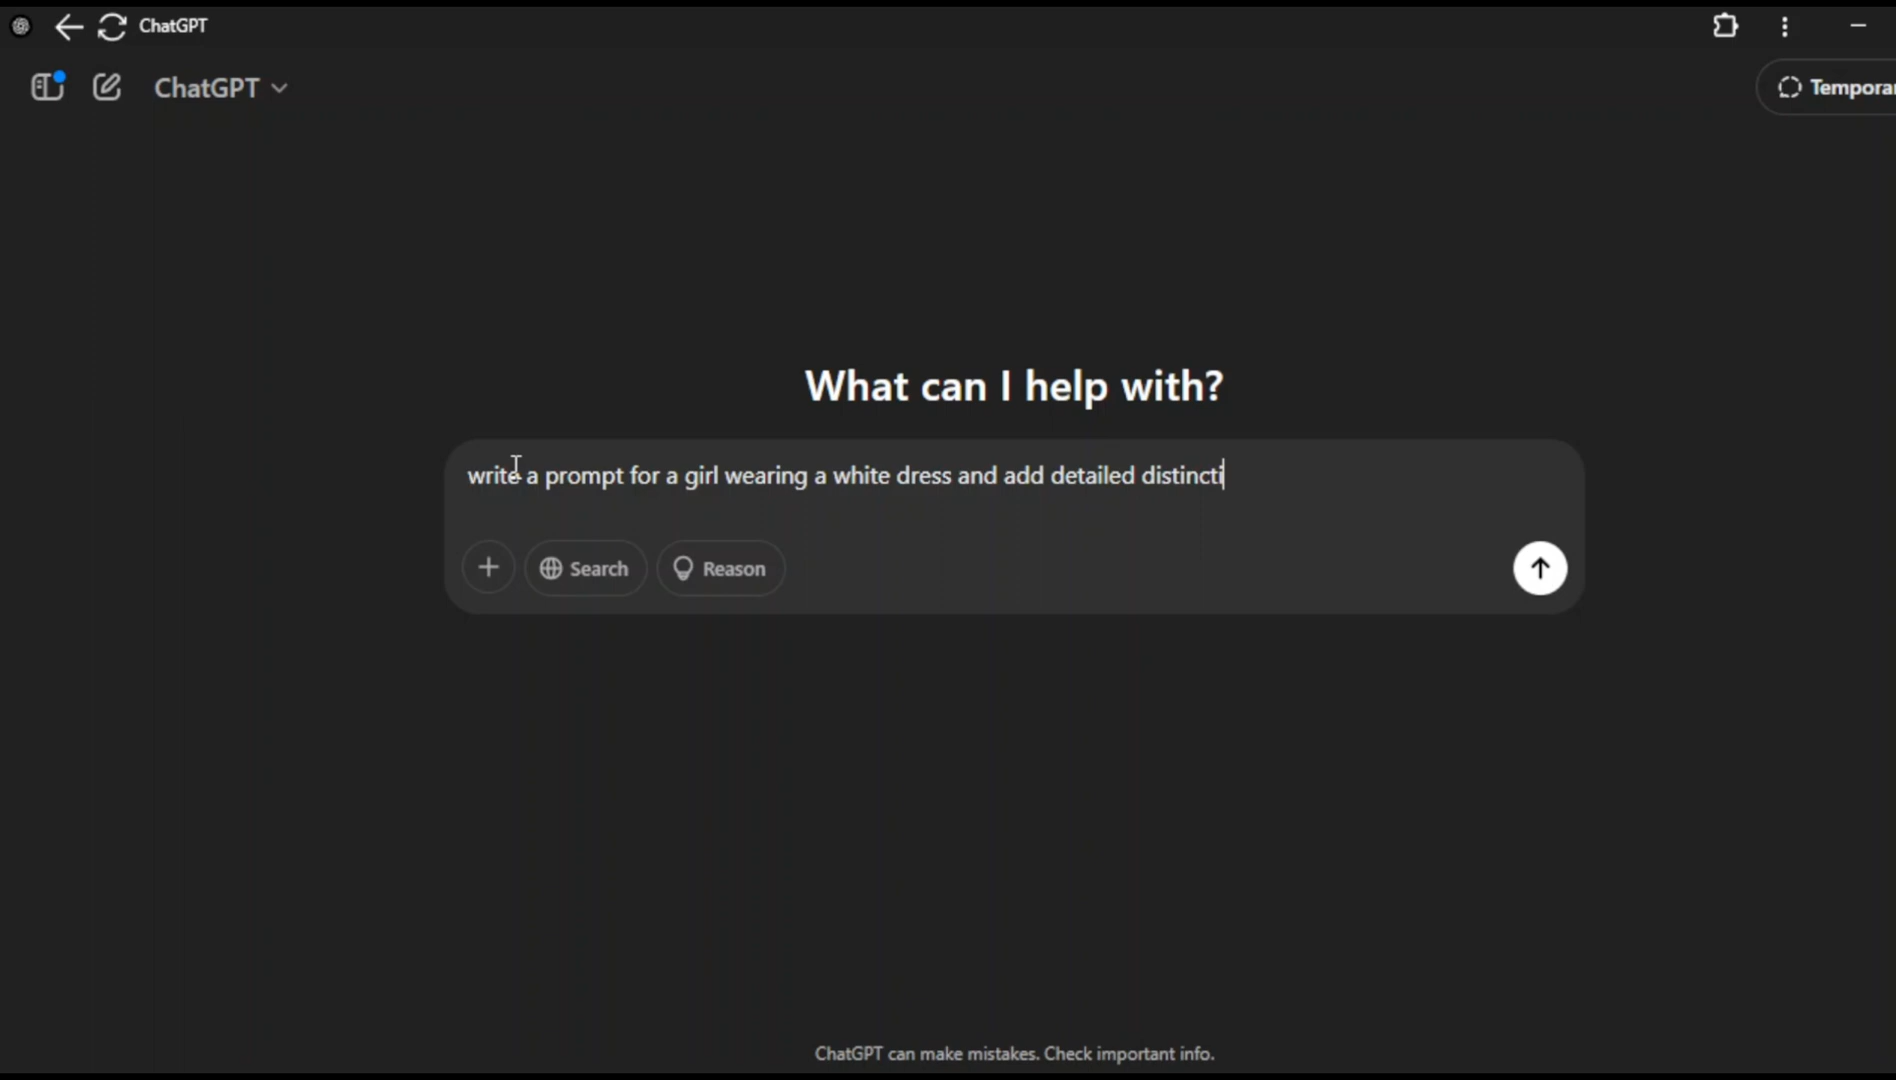 ChatGPT
ChatGPT
Tempora
What can I help with?
write a prompt for a girl wearing a white dress and add detailed distincti
Search
Reason
ChatGPT can make mistakes. Check important info.